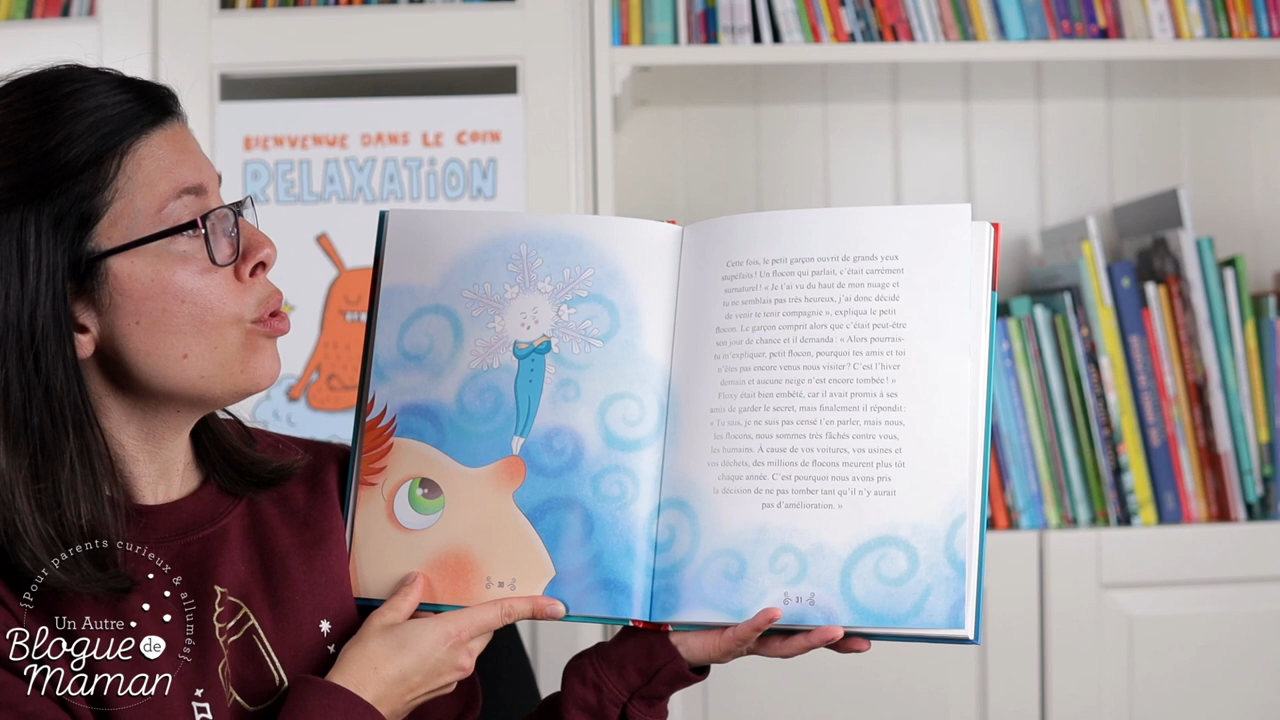 BIENVENUE DANS LE COIN
RELAXATiON
Cette fois, le petit garçon ouvrit de grands yeux
stupéfaits ! Un flocon qui parlait, c'était carrément
surnaturel ! « Je t'ai vu du haut de mon nuage et
tu ne semblais pas très heureux, j'ai donc décidé
de venir te tenir compagnie », expliqua le petit
flocon. Le garçon comprit alors que c'était peut-être
son jour de chance et il demanda : « Alors pourrais-
tu m'expliquer, petit flocon, pourquoi tes amis et toi
n'êtes pas encore venus nous visiter ? C'est l'hiver
demain et aucune neige n'est encore tombée ! »
Floxy était bien embêté, car il avait promis à ses
amis de garder le secret, mais finalement il répondit :
« Tu sais, je ne suis pas censé t'en parler, mais nous,
les flocons, nous sommes très fâchés contre vous,
les humains. À cause de vos voitures, vos usines et
vos déchets, des millions de flocons meurent plus tôt
chaque année. C'est pourquoi nous avons pris
la décision de ne pas tomber tant qu'il n'y aurait
pas d'amélioration. »
30
31
{Pour parents curieux & allumés}
Un Autre
Blogue de
Maman